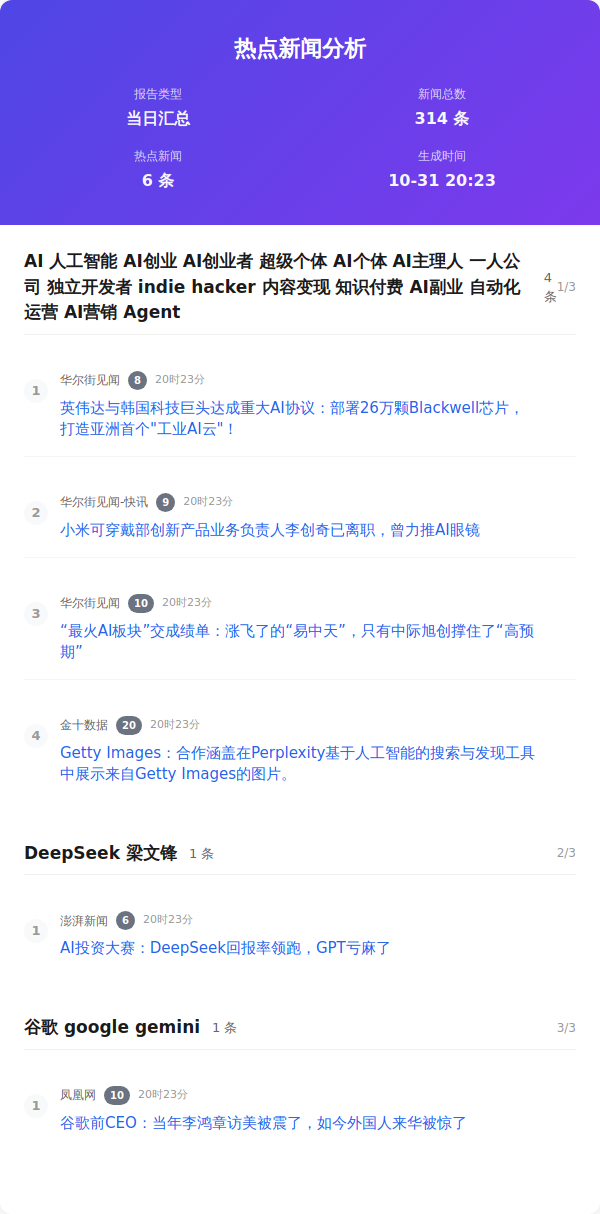 热点新闻分析
报告类型
新闻总数
当日汇总
314 条
热点新闻
生成时间
6 条
10-31 20:23
AI 人工智能 AI创业 AI创业者 超级个体 AI个体 AI主理人 一人公
司 独立开发者 indie hacker 内容变现 知识付费 AI副业 自动化
运营 AI营销 Agent
4
条
1/3
1
华尔街见闻 8 20时23分
英伟达与韩国科技巨头达成重大AI协议：部署26万颗Blackwell芯片，
打造亚洲首个"工业AI云"！
2
华尔街见闻-快讯 9 20时23分
小米可穿戴部创新产品业务负责人李创奇已离职，曾力推AI眼镜
3
华尔街见闻 10 20时23分
“最火AI板块”交成绩单：涨飞了的“易中天”，只有中际旭创撑住了“高预
期”
4
金十数据 20 20时23分
Getty Images：合作涵盖在Perplexity基于人工智能的搜索与发现工具
中展示来自Getty Images的图片。
DeepSeek 梁文锋 1 条 2/3
1
澎湃新闻 6 20时23分
AI投资大赛：DeepSeek回报率领跑，GPT亏麻了
谷歌 google gemini 1 条 3/3
1
凤凰网 10 20时23分
谷歌前CEO：当年李鸿章访美被震了，如今外国人来华被惊了